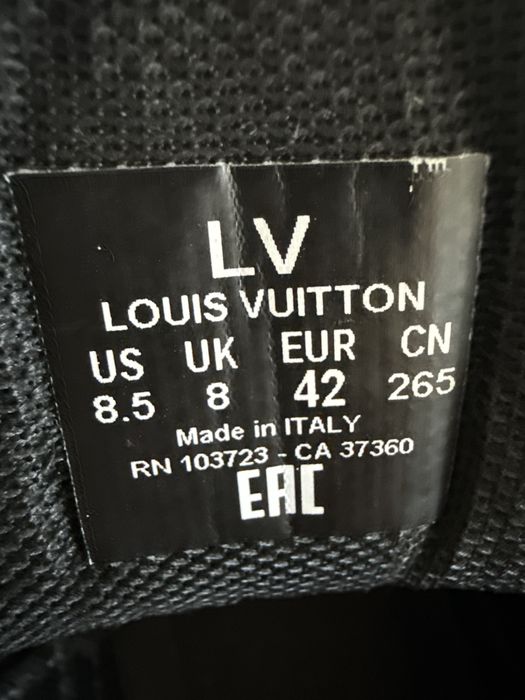 TM
LV
LOUIS VUITTON
US UK EUR CN
8.5 8 42 265
Made in ITALY
RN 103723 - CA 37360
EAC